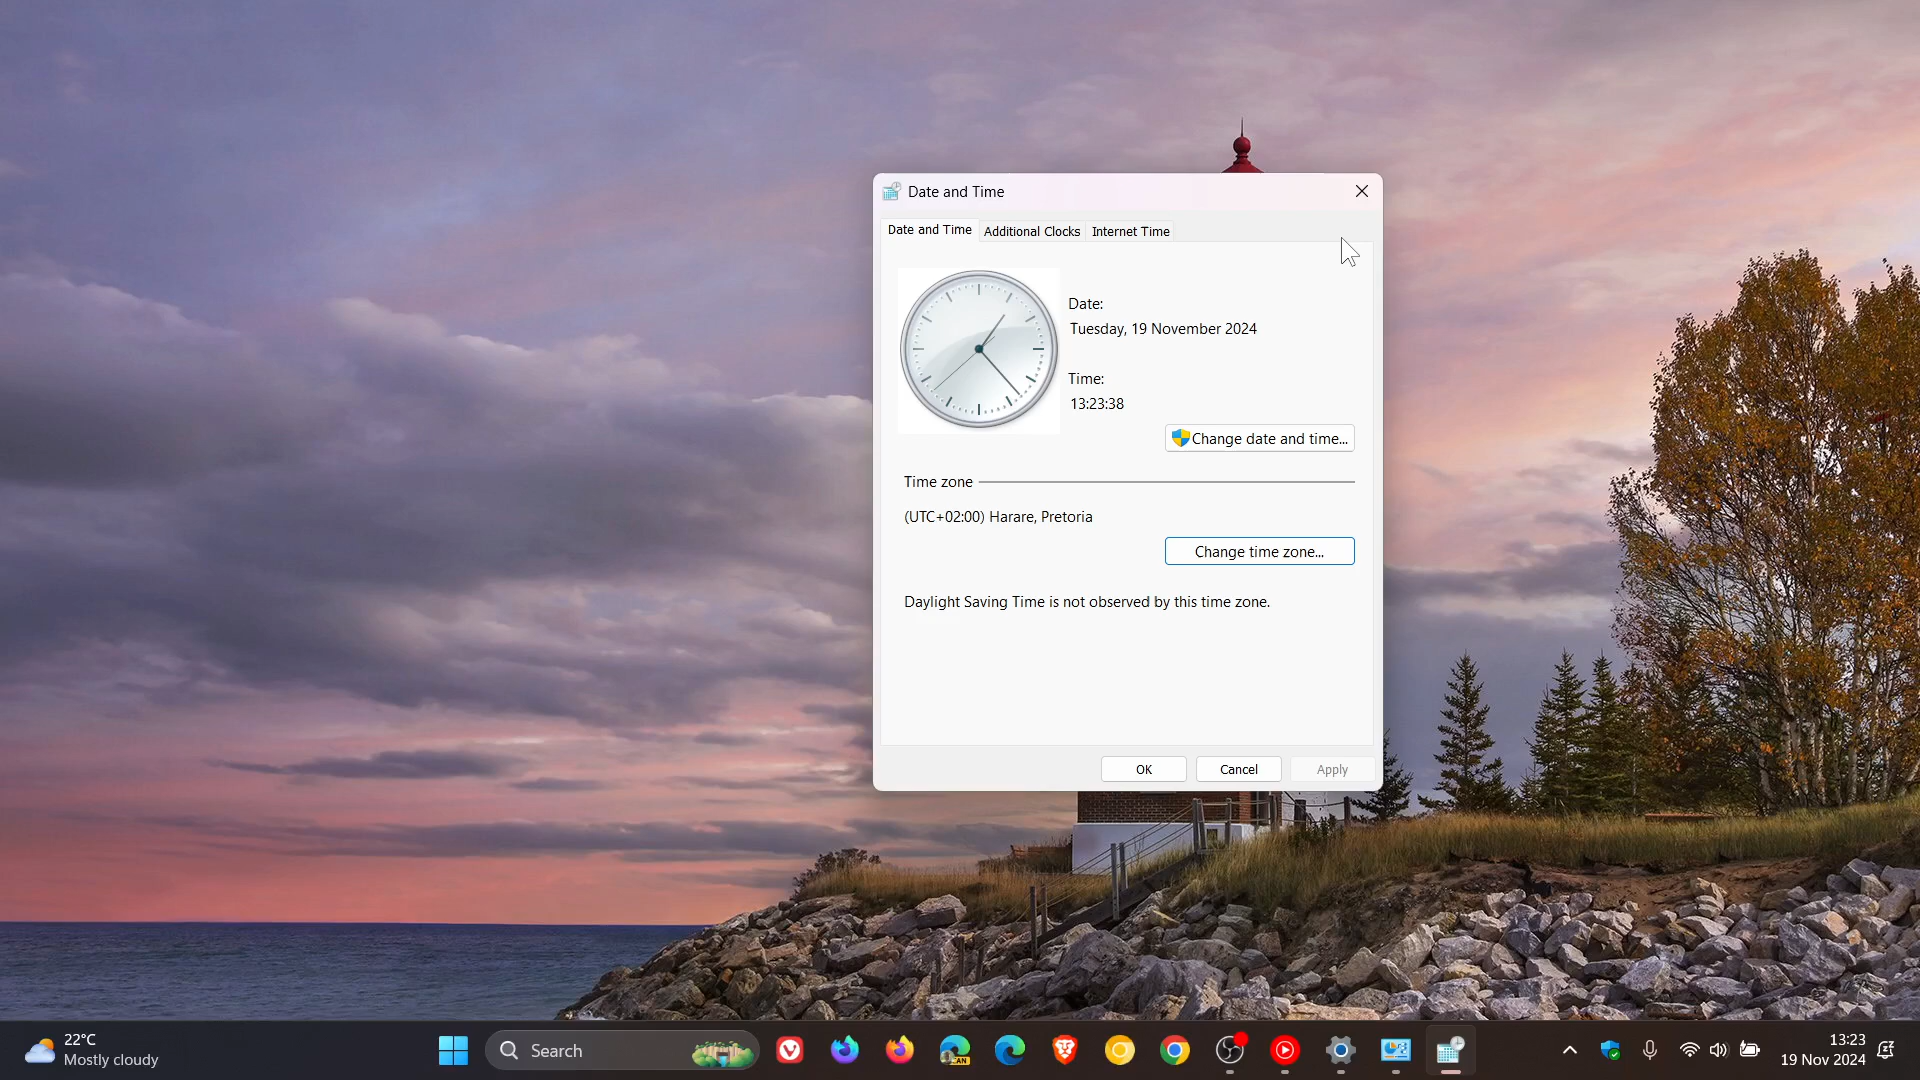 Date and Time
Date and Time Additional Clocks Internet Time
Date:
Tuesday, 19 November 2024
Time:
13:23:38
Change date and time...
Time zone
(UTC+02:00) Harare, Pretoria
Change time zone...
Daylight Saving Time is not observed by this time zone.
OK Cancel Apply
22°C
Mostly cloudy
Search
CAN
13:23
19 Nov 2024